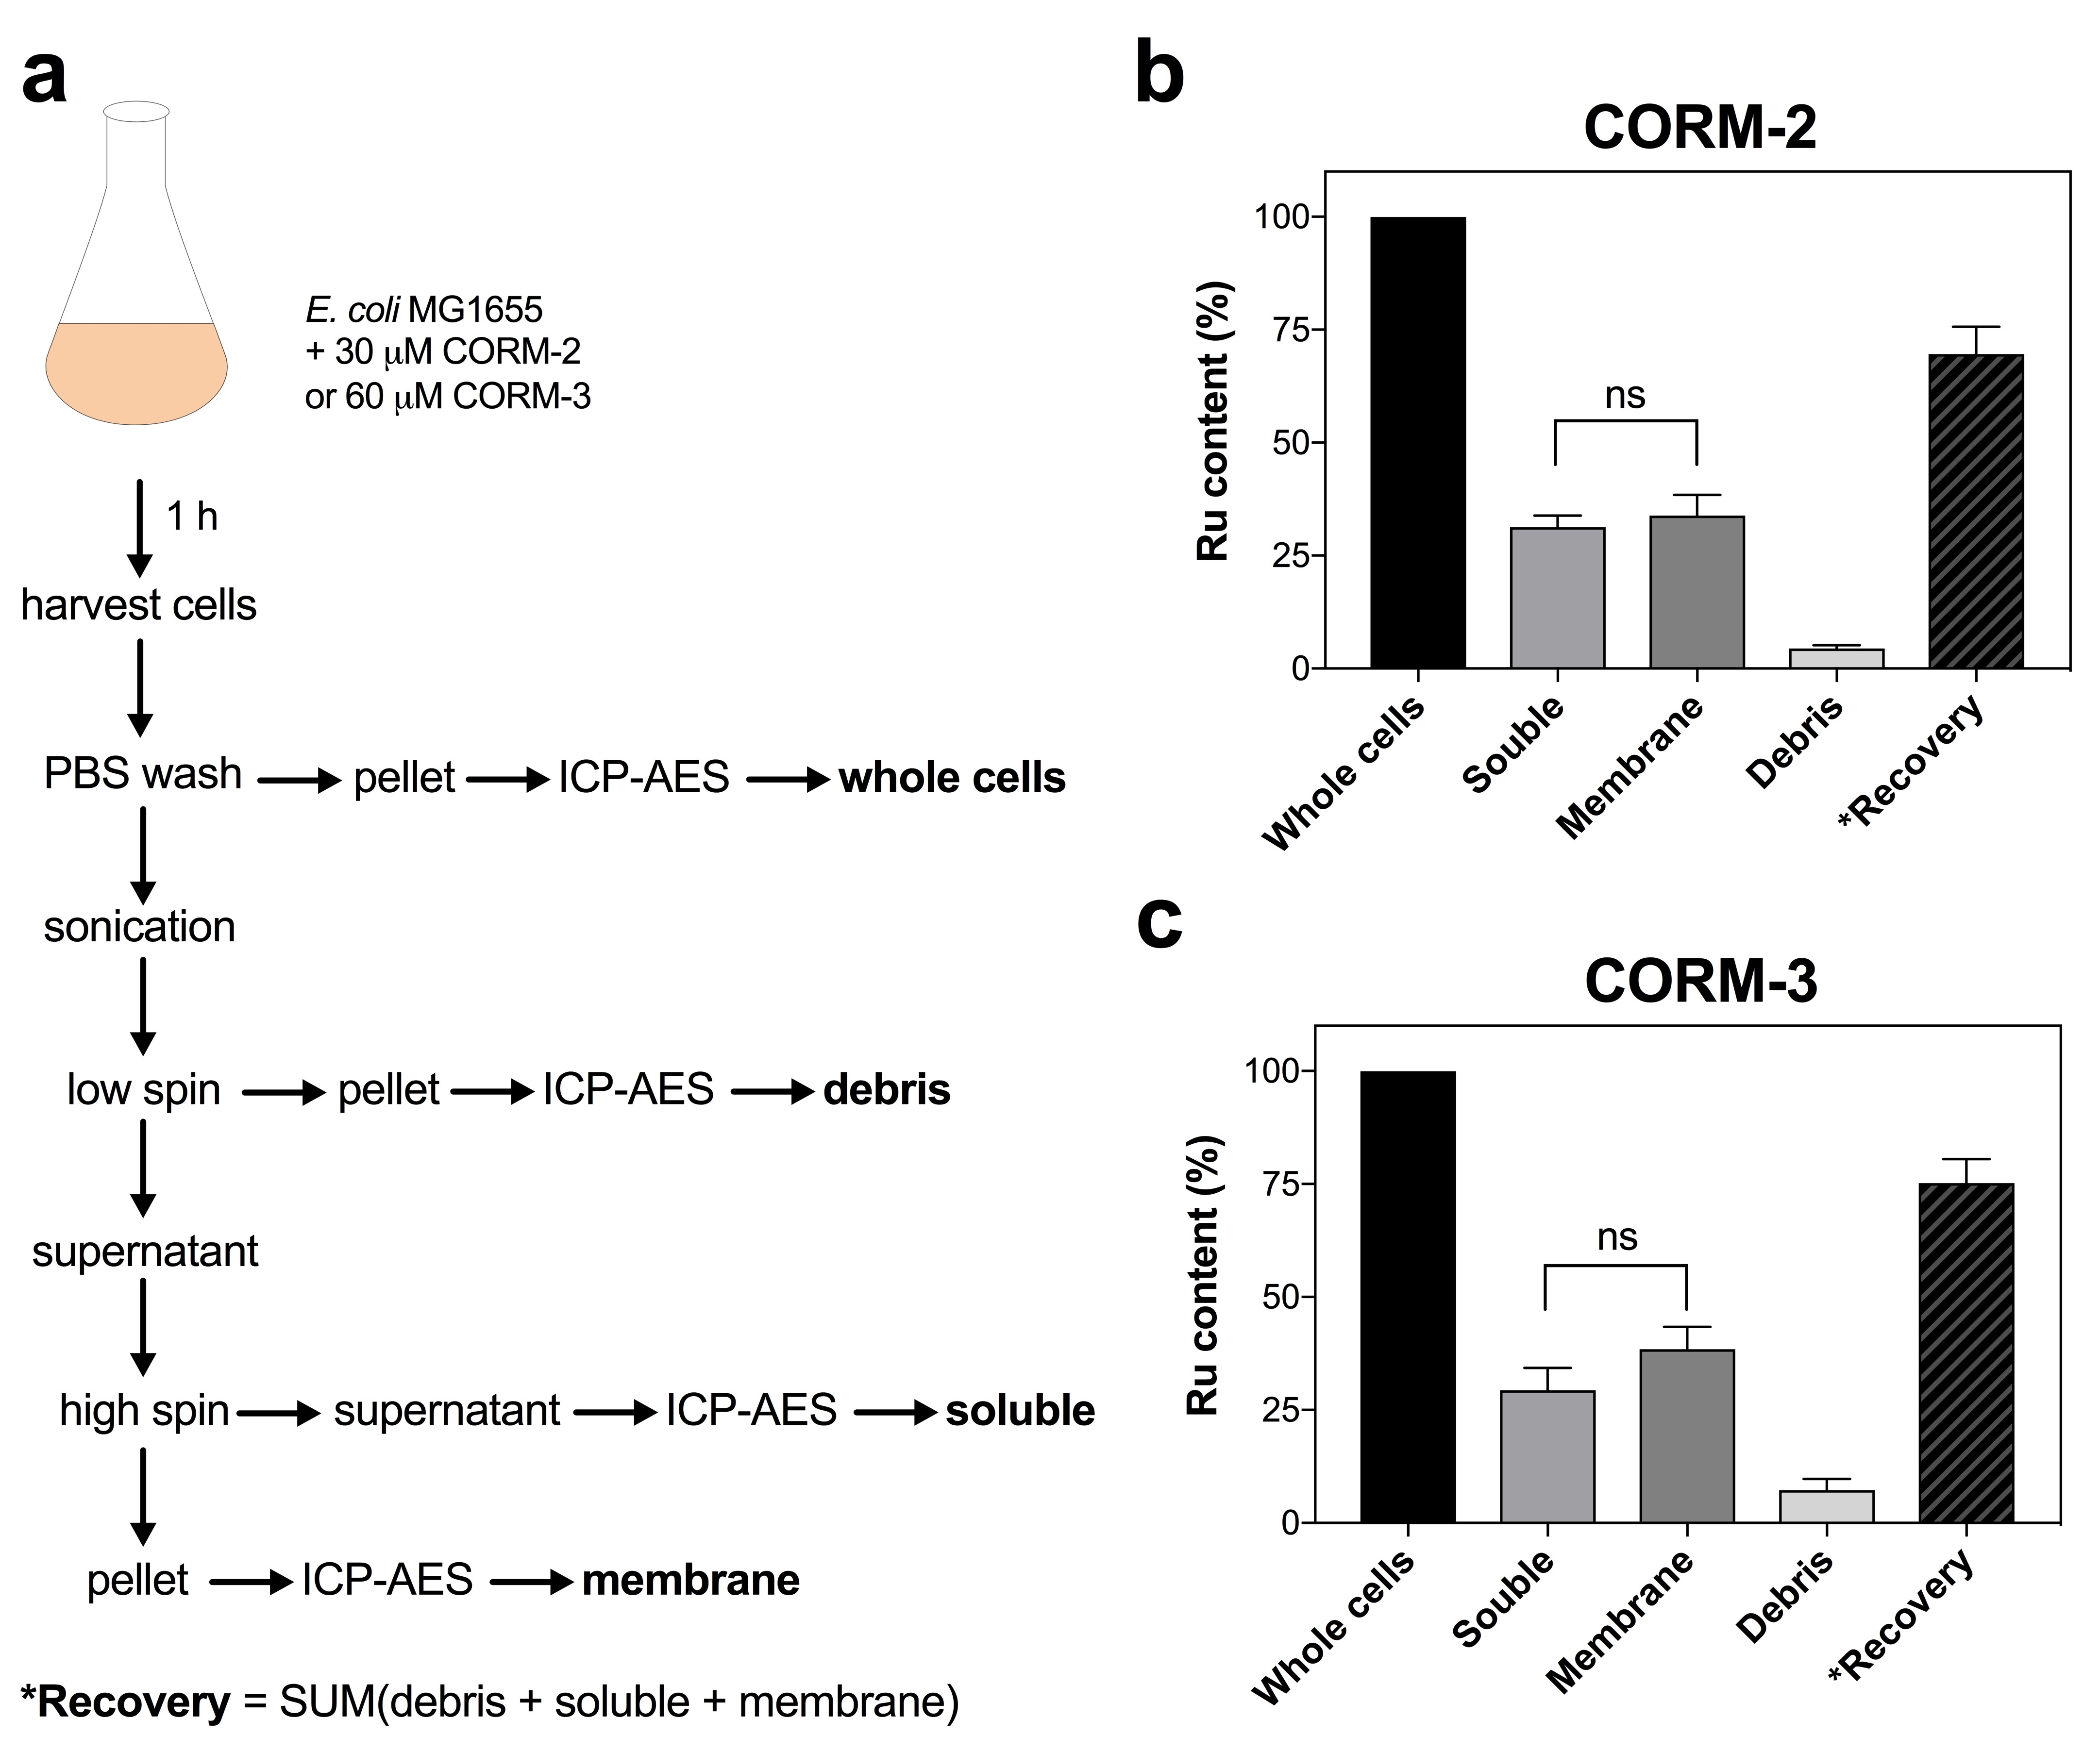 a
E. coli MG1655
+ 30 μM CORM-2
or 60 μM CORM-3
1 h
harvest cells
PBS wash pellet ICP-AES whole cells
sonication
low spin pellet ICP-AES debris
supernatant
high spin supernatant ICP-AES soluble
pellet ICP-AES membrane
*Recovery = SUM(debris + soluble + membrane)
b
CORM-2
Ru content (%)
100
75
50
25
0
ns
Whole cells
Souble
Membrane
Debris
*Recovery
c
CORM-3
Ru content (%)
100
75
50
25
0
ns
Whole cells
Souble
Membrane
Debris
*Recovery